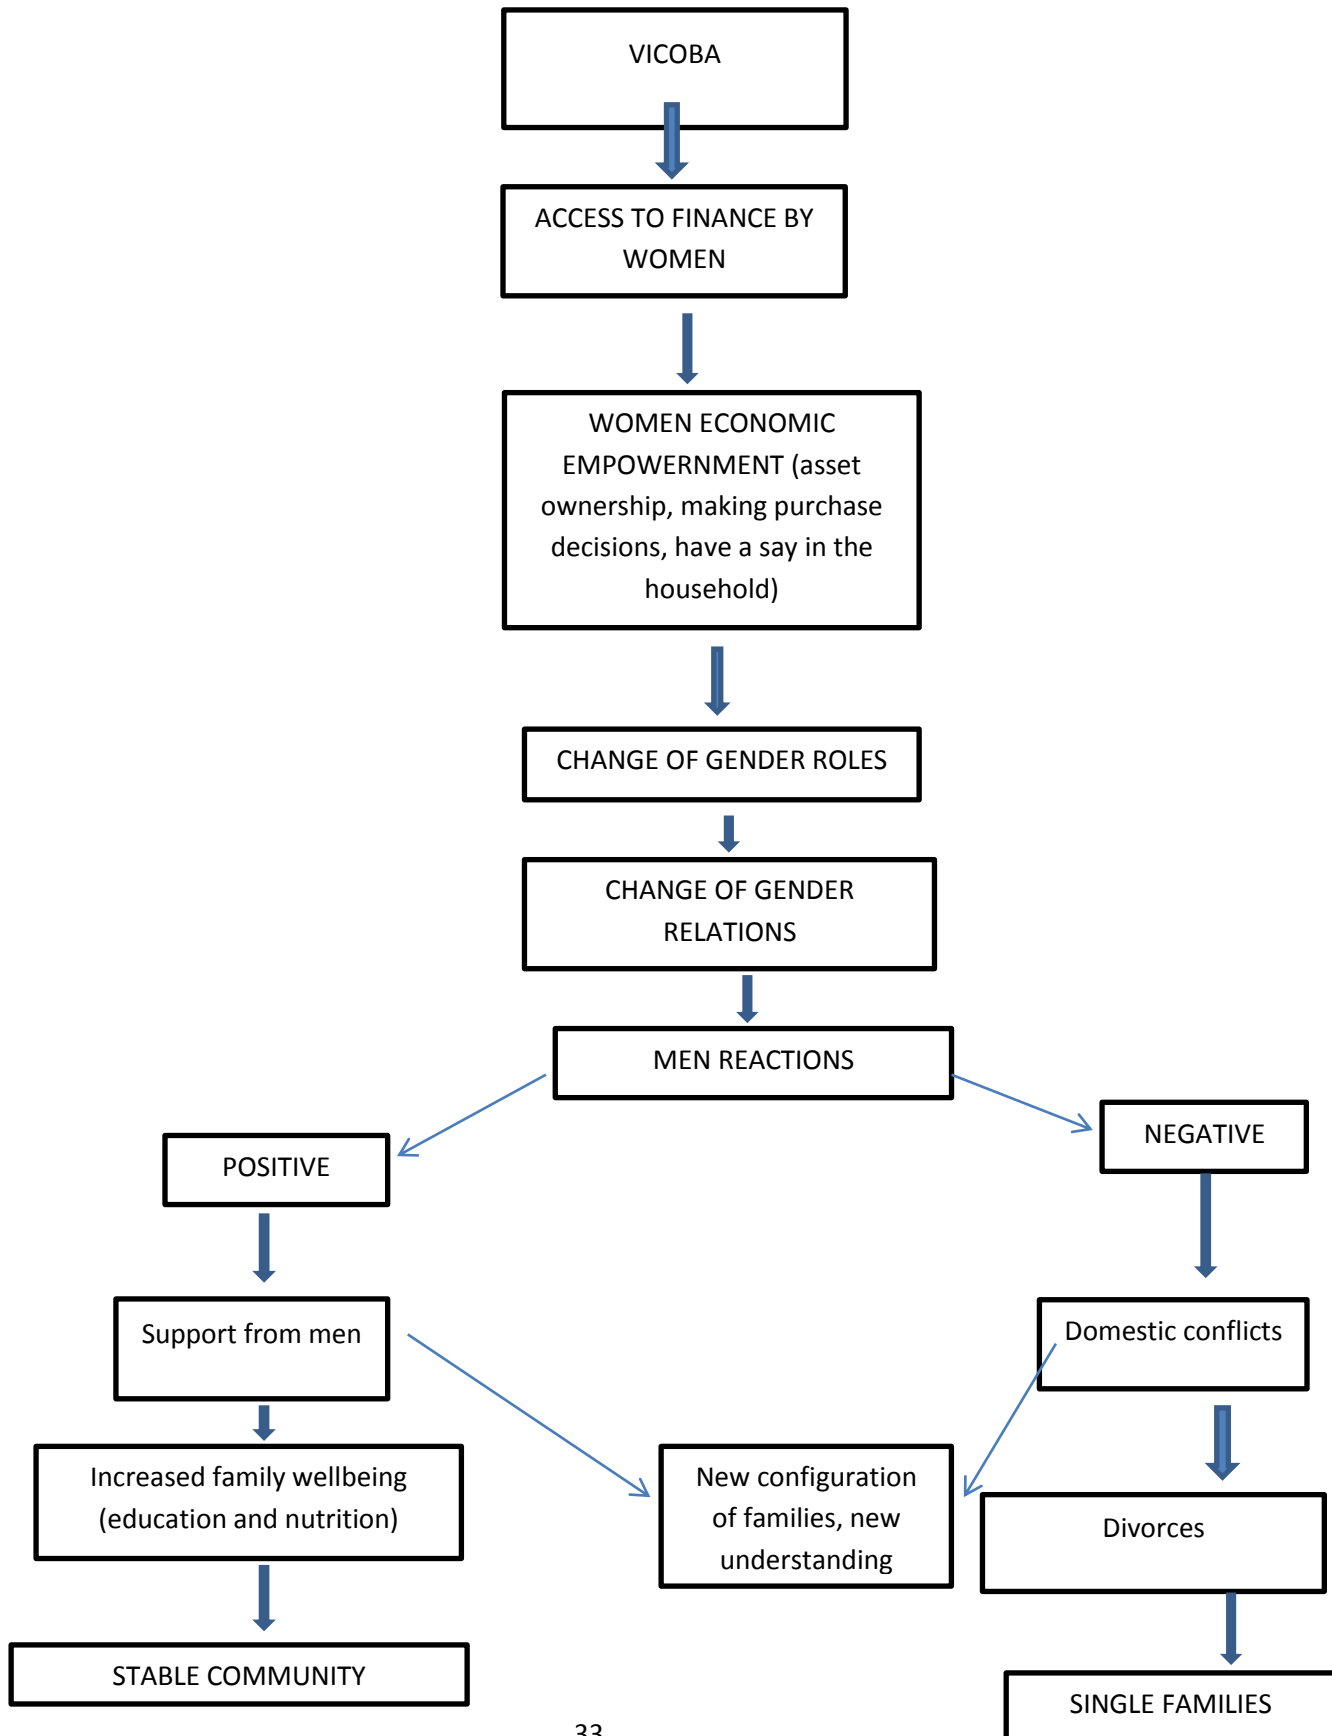 VICOBA
ACCESS TO FINANCE BY
WOMEN
WOMEN ECONOMIC
EMPOWERNMENT (asset
ownership, making purchase
decisions, have a say in the
household)
CHANGE OF GENDER ROLES
CHANGE OF GENDER
RELATIONS
MEN REACTIONS
NEGATIVE
POSITIVE
Support from men
Domestic conflicts
Increased family wellbeing
(education and nutrition)
New configuration
of families, new
understanding
Divorces
STABLE COMMUNITY
SINGLE FAMILIES
33